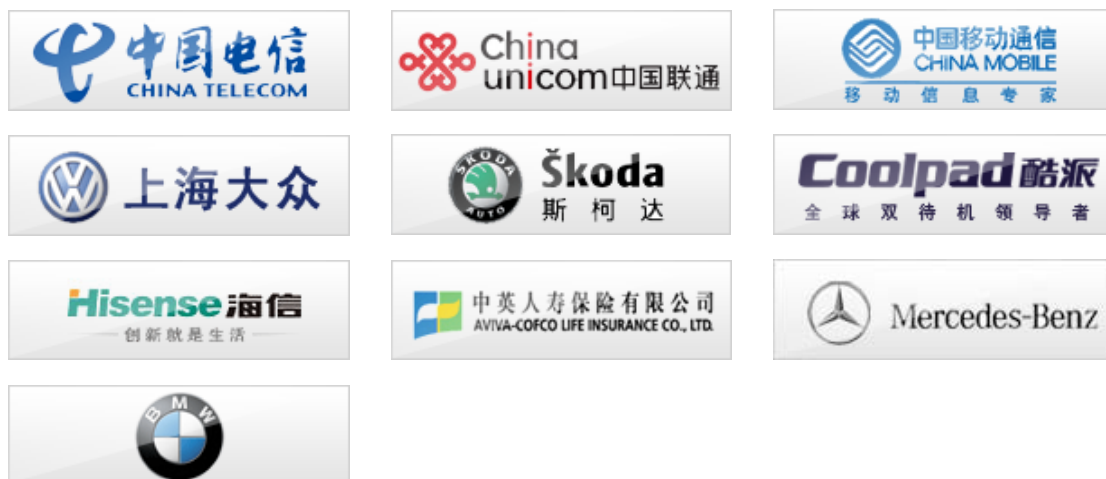 中国电信
CHINA TELECOM
China
unicom中国联通
中国移动通信
CHINA MOBILE
移动信息专家
上海大众
SKODA
AUTO
Škoda
斯柯达
Coolpad酷派
全球双待机领导者
Hisense海信
创新就是生活
中英人寿保险有限公司
AVIVA-COFCO LIFE INSURANCE CO., LTD.
Mercedes-Benz
BMW